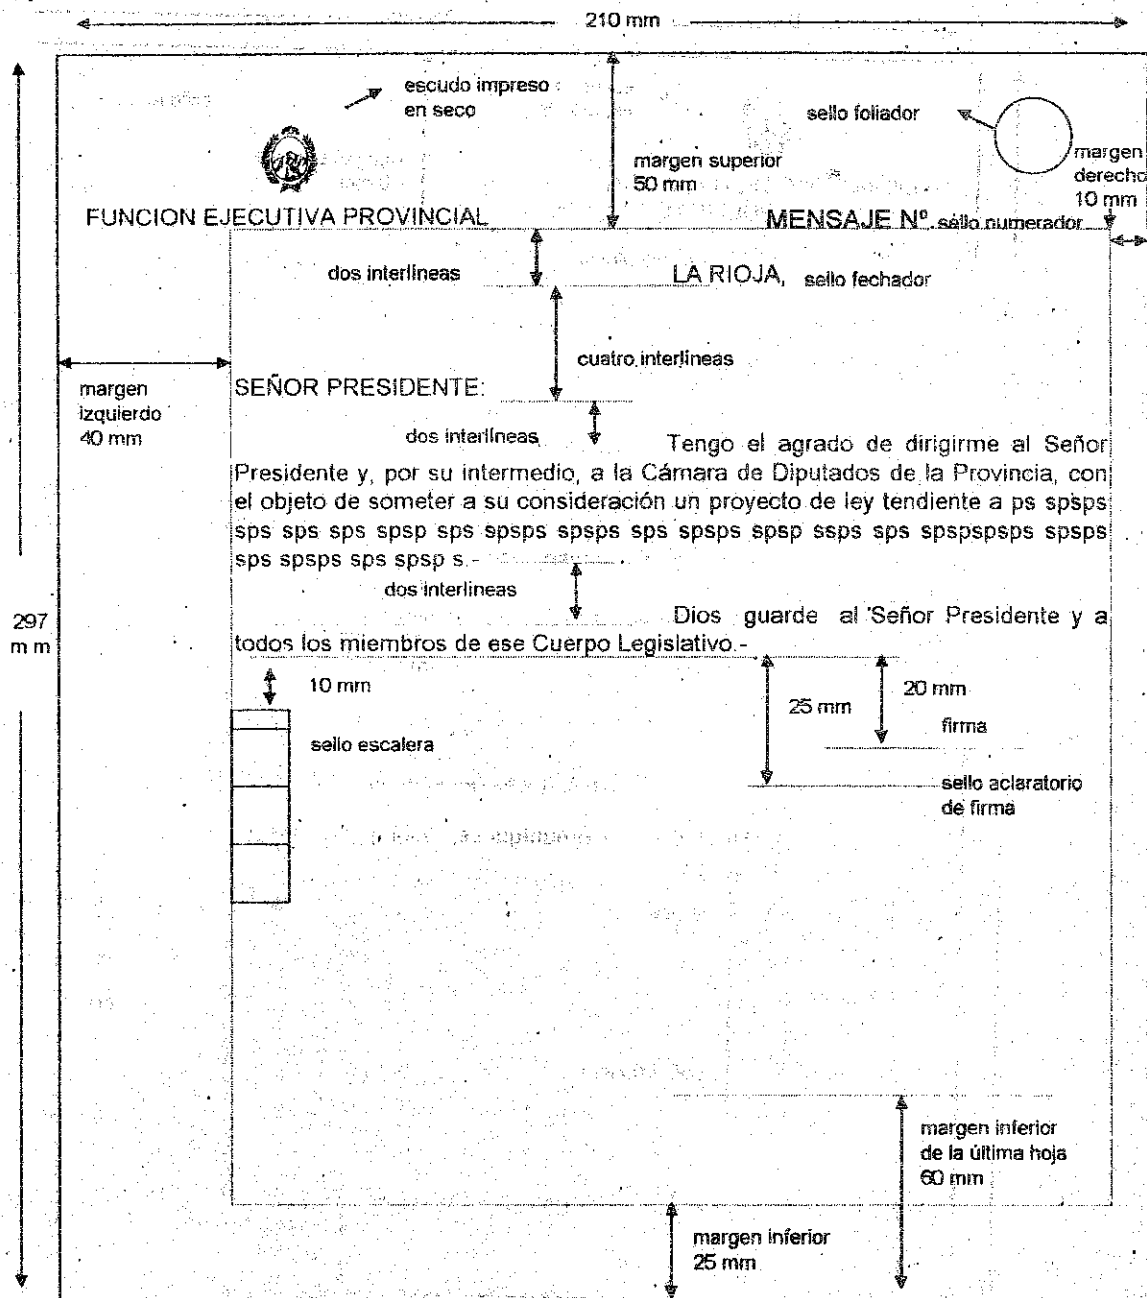 210 mm
escudo impreso
en seco
sello foliador
margen superior
50 mm
margen
derecho
10 mm
FUNCION EJECUTIVA PROVINCIAL
MENSAJE Nº sello numerador
dos interlíneas
LA RIOJA, sello fechador
cuatro interlíneas
margen
izquierdo
40 mm
SEÑOR PRESIDENTE:
dos interlíneas
Tengo el agrado de dirigirme al Señor
Presidente y, por su intermedio, a la Cámara de Diputados de la Provincia, con
el objeto de someter a su consideración un proyecto de ley tendiente a ps spsps
sps sps sps spsp sps spsps spsps sps spsps spsp ssps sps spspspsps spsps
sps spsps sps spsp s.-
dos interlineas
297
m m
Dios guarde al Señor Presidente y a
todos los miembros de ese Cuerpo Legislativo.-
10 mm
25 mm
20 mm
firma
sello escalera
sello aclaratorio
de firma
margen inferior
de la última hoja
60 mm
margen inferior
25 mm